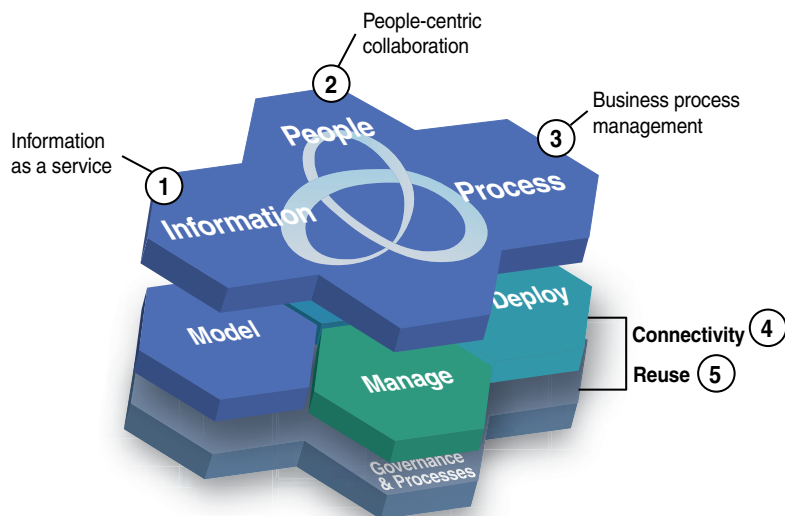 People-centric
collaboration
2
Business process
management
3
Information
as a service
1
People
Process
Information
Deploy
Model
Connectivity 4
Manage
Reuse 5
Governance
& Processes